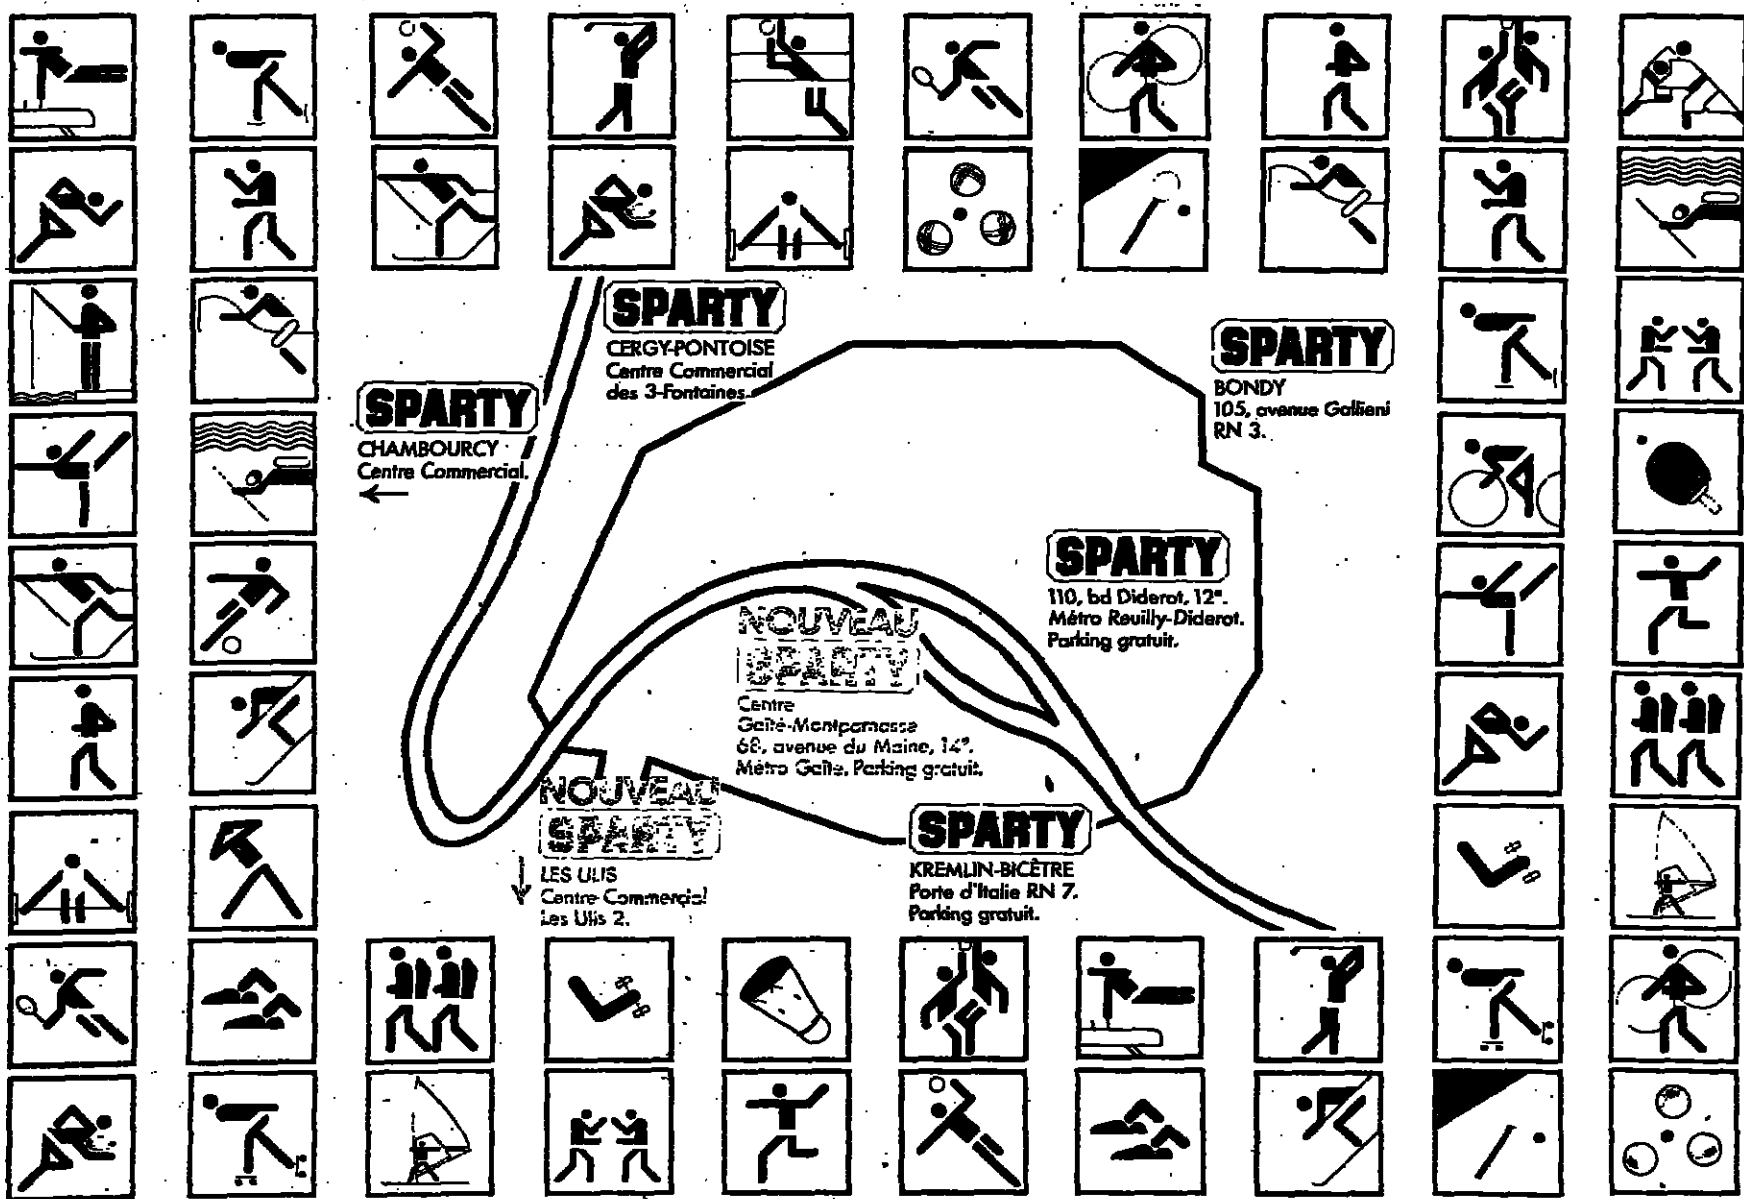 SPARTY
CERGY-PONTOISE
Centre Commercial
des 3-Fontaines.
SPARTY
CHAMBOURCY
Centre Commercial.
SPARTY
BONDY
105, avenue Gallieni
RN 3.
SPARTY
110, bd Diderot, 12e.
Métro Reuilly-Diderot.
Parking gratuit.
NOUVEAU
SPARTY
Centre
Gaîté-Montparnasse
68, avenue du Maine, 14e.
Métro Gaîté. Parking gratuit.
NOUVEAU
SPARTY
LES ULIS
Centre Commercial
Les Ulis 2.
SPARTY
KREMLIN-BICÊTRE
Porte d'Italie RN 7.
Parking gratuit.